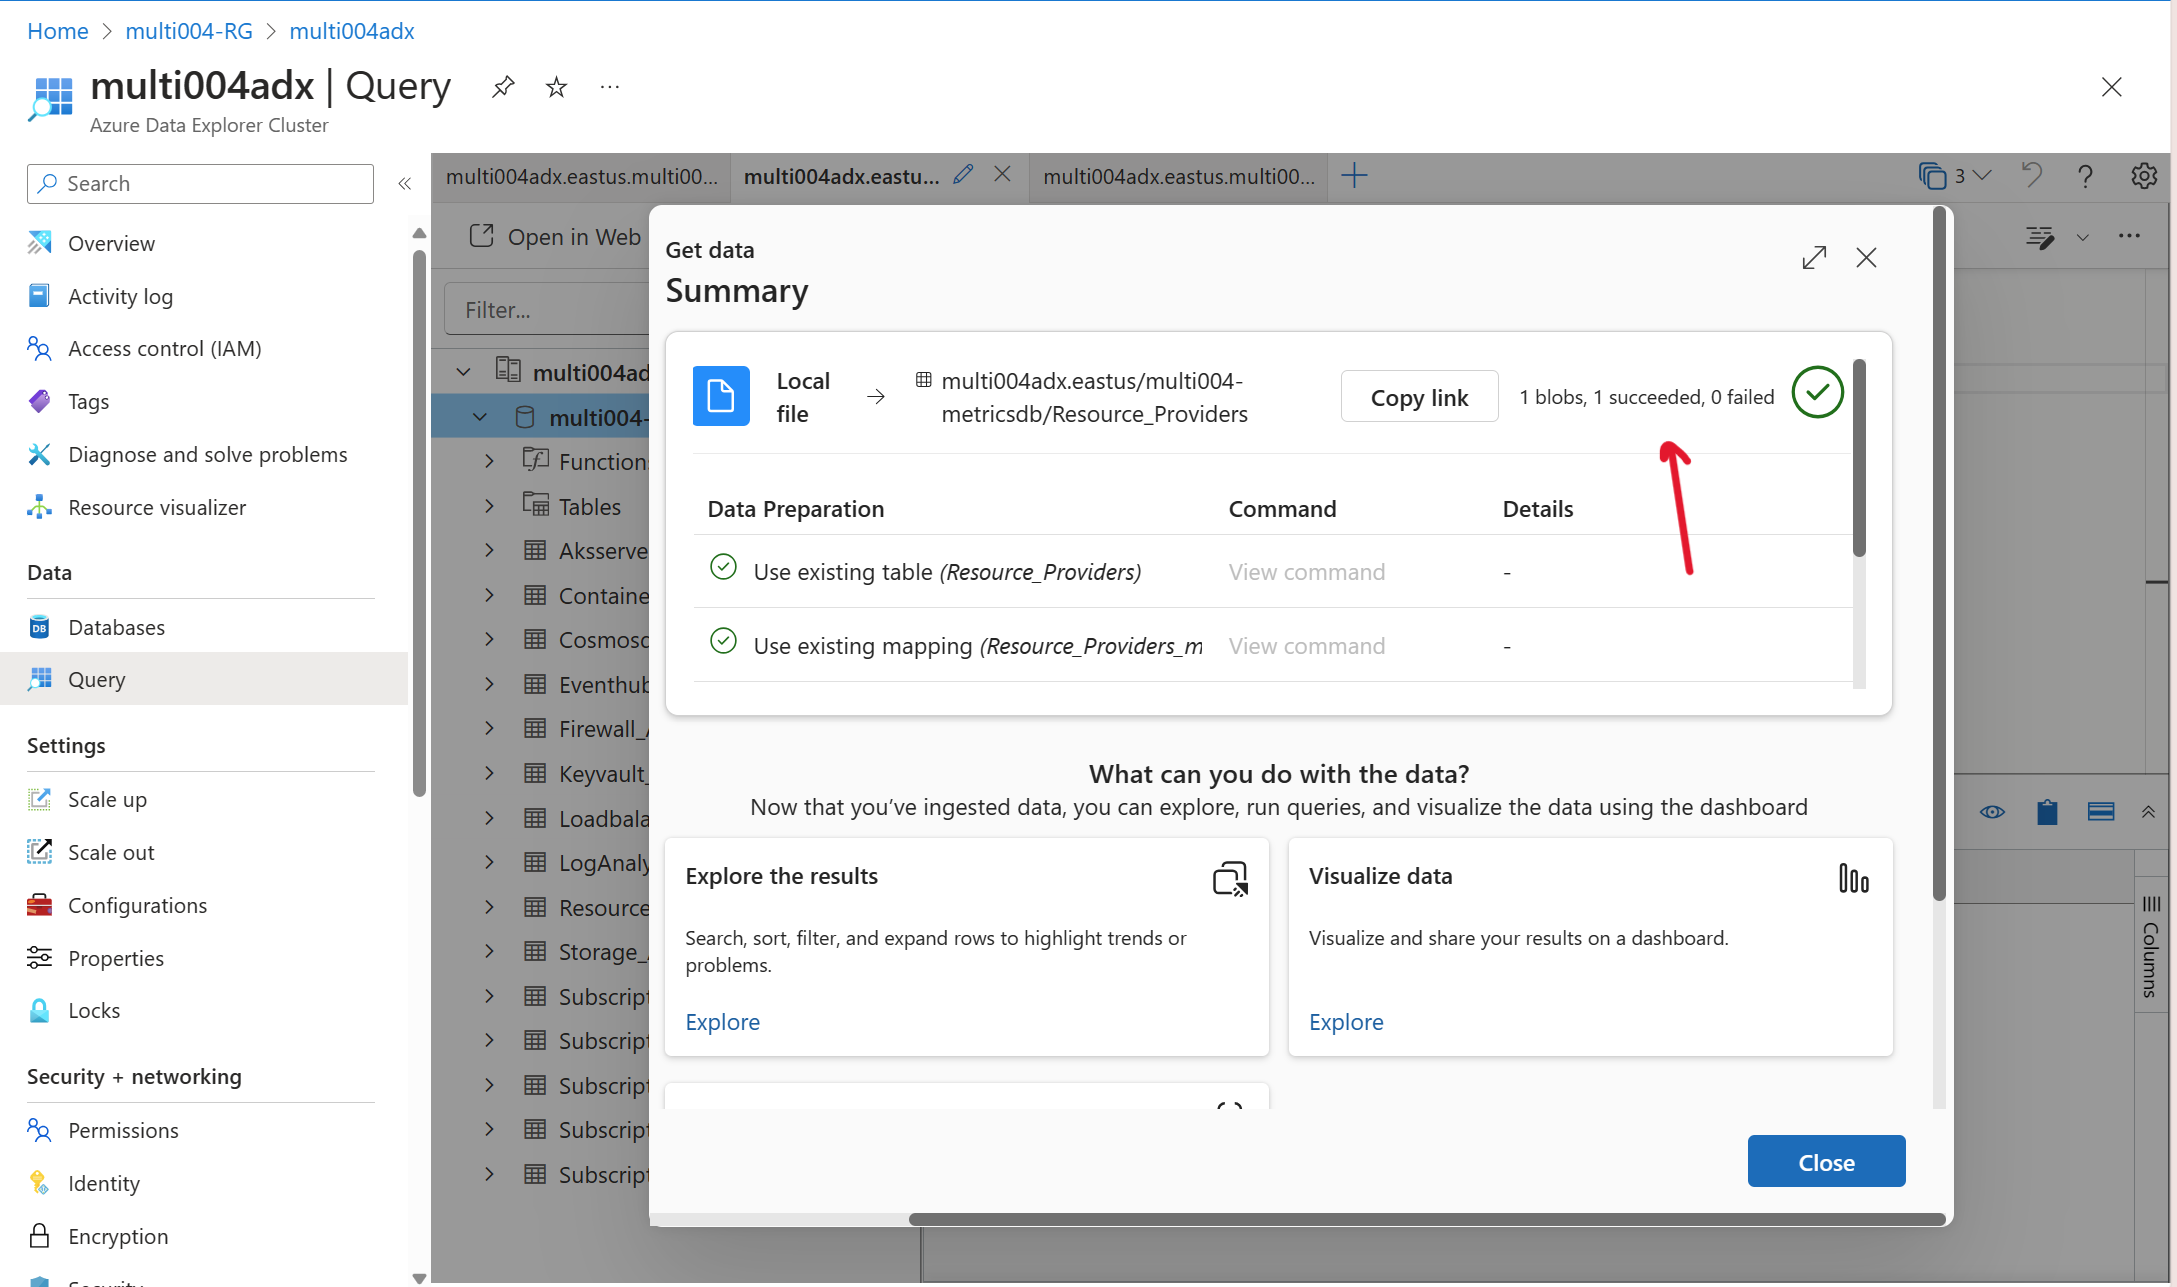 Home > multi004-RG > multi004adx
multi004adx | Query
Azure Data Explorer Cluster
Search
Overview
Activity log
Access control (IAM)
Tags
Diagnose and solve problems
Resource visualizer
Data
Databases
Query
Settings
Scale up
Scale out
Configurations
Properties
Locks
Security + networking
Permissions
Identity
Encryption
Security
multi004adx.eastus.multi00...
multi004adx.eastu...
multi004adx.eastus.multi00...
3
Open in Web
Filter...
multi004ad
multi004-
Function
Tables
Aksserve
Containe
Cosmos
Eventhub
Firewall_
Keyvault_
Loadbala
LogAnaly
Resource
Storage_
Subscript
Subscript
Subscript
Subscript
Subscript
Get data
Summary
Local
file
multi004adx.eastus/multi004-
metricsdb/Resource_Providers
Copy link
1 blobs, 1 succeeded, 0 failed
Data Preparation Command Details
Use existing table (Resource_Providers) View command -
Use existing mapping (Resource_Providers_m View command -
What can you do with the data?
Now that you've ingested data, you can explore, run queries, and visualize the data using the dashboard
Explore the results
Search, sort, filter, and expand rows to highlight trends or
problems.
Explore
Visualize data
Visualize and share your results on a dashboard.
Explore
Close
Columns